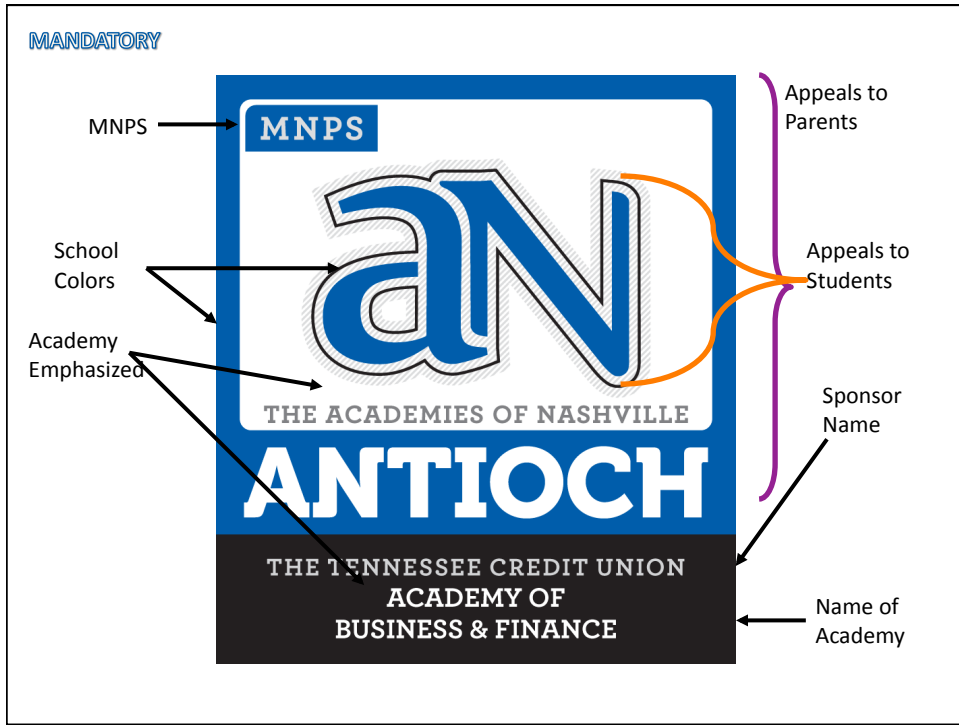 MANDATORY
Appeals to
Parents
MNPS
MNPS
aN
School
Colors
Appeals to
Students
Academy
Emphasized
Sponsor
Name
THE ACADEMIES OF NASHVILLE
ANTIOCH
THE TENNESSEE CREDIT UNION
ACADEMY OF
BUSINESS & FINANCE
Name of
Academy